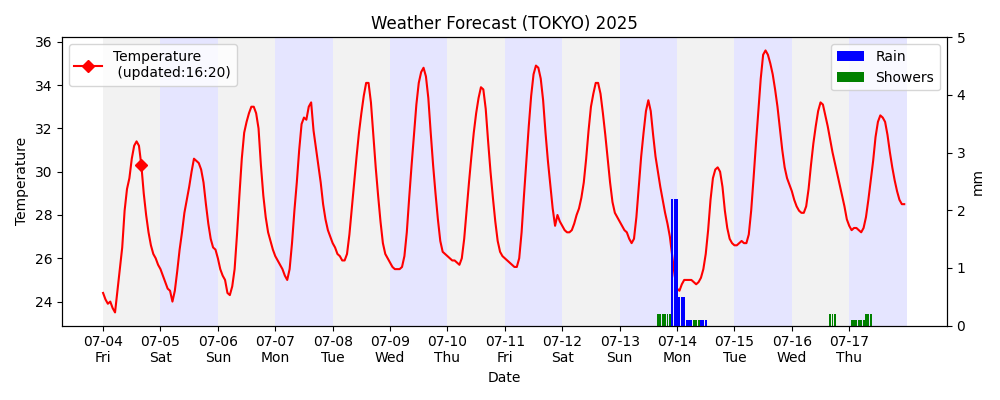 Weather Forecast (TOKYO) 2025
Temperature
(updated:16:20)
Rain
Showers
36
34
32
30
28
26
24
Temperature
5
4
3
2
1
0
mm
07-04 07-05 07-06 07-07 07-08 07-09 07-10 07-11 07-12 07-13 07-14 07-15 07-16 07-17
Fri Sat Sun Mon Tue Wed Thu Fri Sat Sun Mon Tue Wed Thu
Date